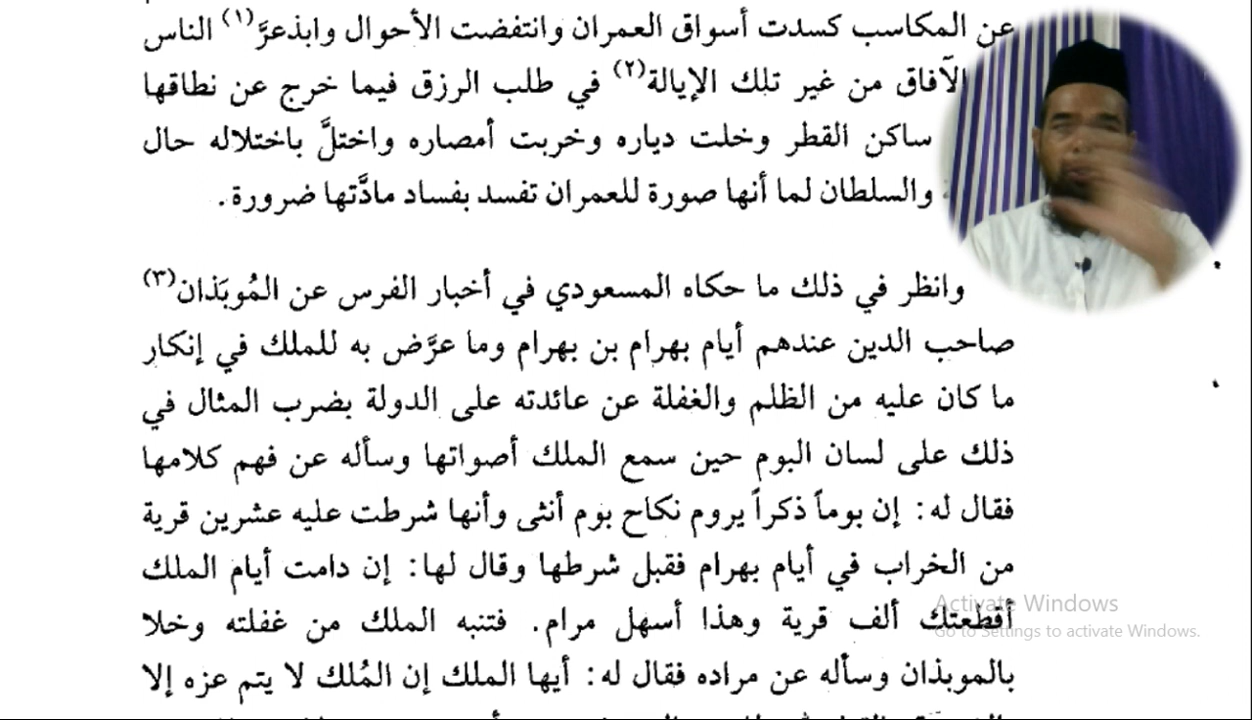 عن المكاسب كسدت أسواق العمران وانتفضت الأحوال وابذعرَّ(١) الناس
الآفاق من غير تلك الإيالة(٢) في طلب الرزق فيما خرج عن نطاقها
ساكن القطر وخلت دياره وخربت أمصاره واختلَّ باختلاله حال
والسلطان لما أنها صورة للعمران تفسد بفساد مادَّتها ضرورة.
وانظر في ذلك ما حكاه المسعودي في أخبار الفرس عن المُوبَذان(٣)
صاحب الدين عندهم أيام بهرام بن بهرام وما عرَّض به للملك في إنكار
ما كان عليه من الظلم والغفلة عن عائدته على الدولة بضرب المثال في
ذلك على لسان البوم حين سمع الملك أصواتها وسأله عن فهم كلامها
فقال له: إن بوماً ذكراً يروم نكاح بوم أنثى وأنها شرطت عليه عشرين قرية
من الخراب في أيام بهرام فقبل شرطها وقال لها: إن دامت أيام الملك
أقطعتك ألف قرية وهذا أسهل مرام. فتنبه الملك من غفلته وخلا
بالموبذان وسأله عن مراده فقال له: أيها الملك إن المُلك لا يتم عزه إلا
Activate Windows
Go to Settings to activate Windows.